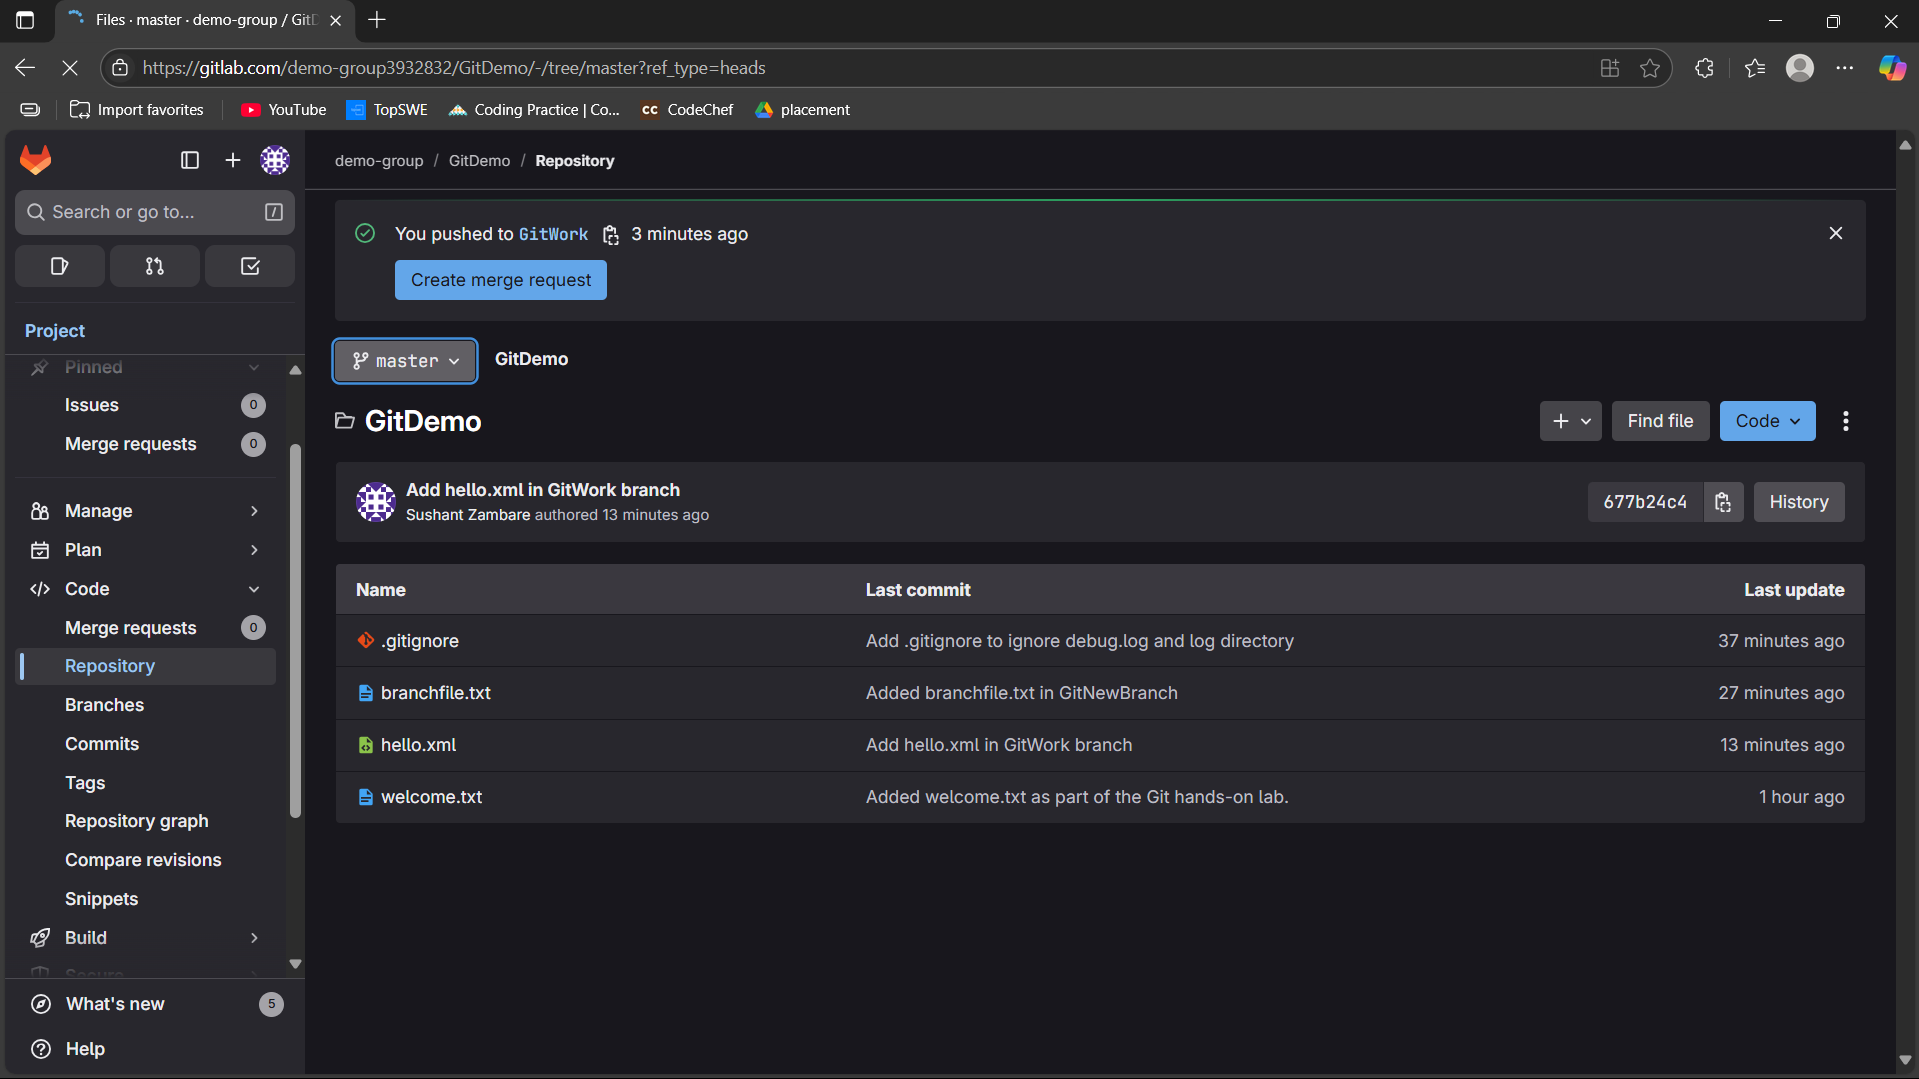 Files · master · demo-group / GitD
https://gitlab.com/demo-group3932832/GitDemo/-/tree/master?ref_type=heads
Import favorites
YouTube
TopSWE
Coding Practice | Co...
CC CodeChef
placement
demo-group / GitDemo / Repository
Search or go to... /
You pushed to GitWork 3 minutes ago
Create merge request
Project
Pinned
Issues 0
Merge requests 0
Manage
Plan
Code
Merge requests 0
Repository
Branches
Commits
Tags
Repository graph
Compare revisions
Snippets
Build
Secure
What's new 5
Help
master GitDemo
GitDemo
Find file
Code
Add hello.xml in GitWork branch
Sushant Zambare authored 13 minutes ago
677b24c4
History
Name Last commit Last update
.gitignore Add .gitignore to ignore debug.log and log directory 37 minutes ago
branchfile.txt Added branchfile.txt in GitNewBranch 27 minutes ago
hello.xml Add hello.xml in GitWork branch 13 minutes ago
welcome.txt Added welcome.txt as part of the Git hands-on lab. 1 hour ago